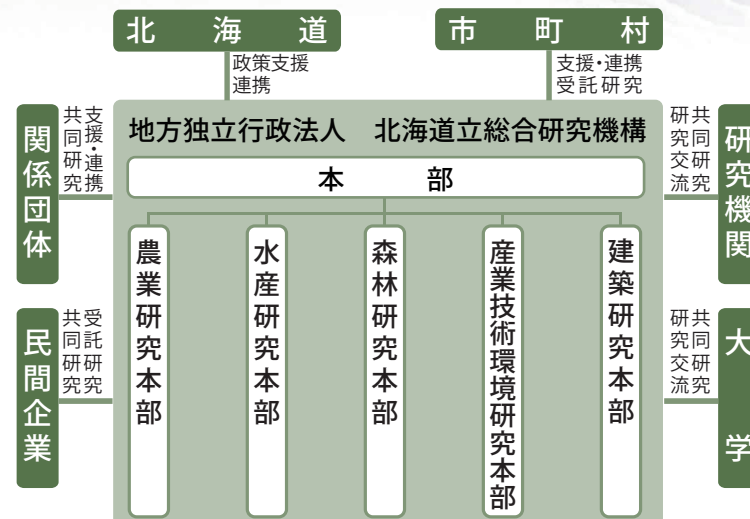 北海道
市町村
政策支援
連携
支援・連携
受託研究
関係団体
支援・連携
共同研究
地方独立行政法人 北海道立総合研究機構
本部
共同研究
研究交流
研究機関
農業研究本部
水産研究本部
森林研究本部
産業技術環境研究本部
建築研究本部
民間企業
受託研究
共同研究
共同研究
研究交流
大学